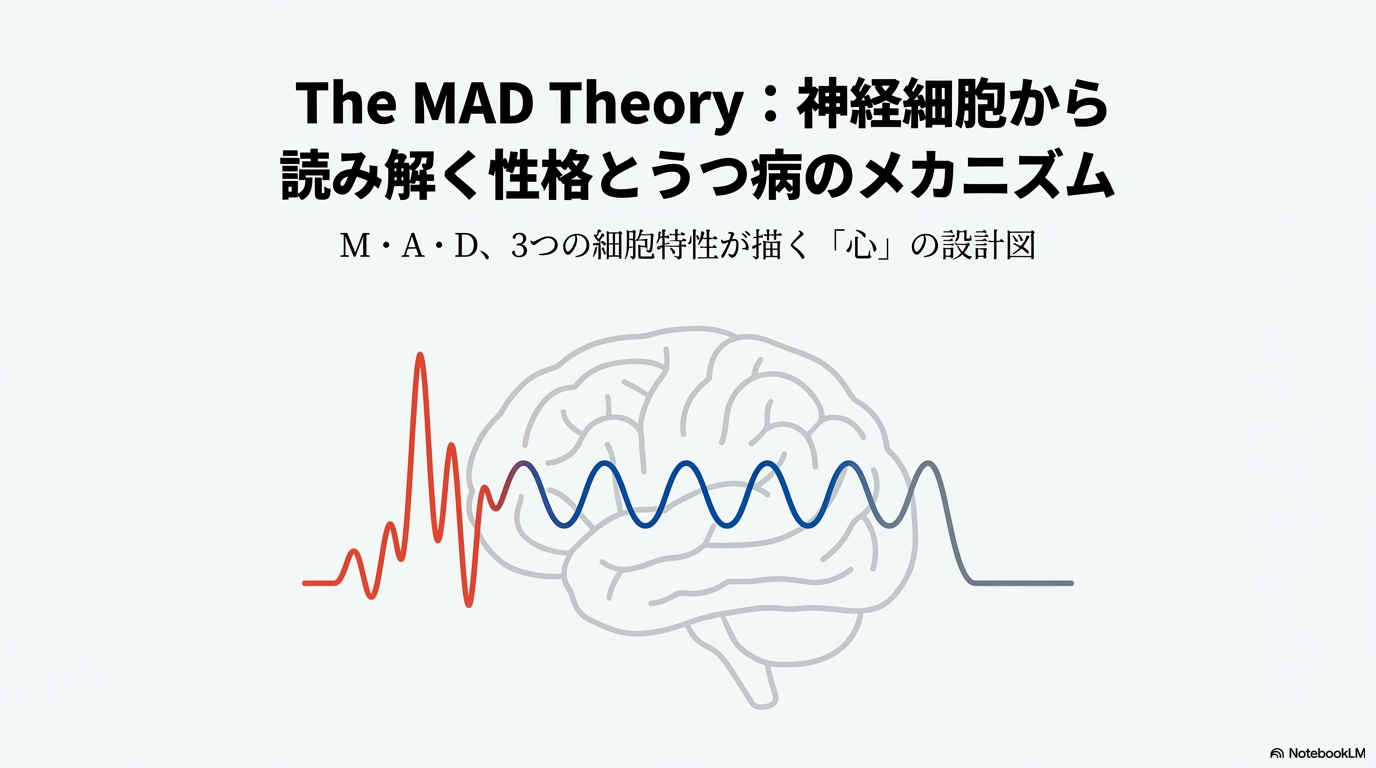 The MAD Theory：神経細胞から
読み解く性格とうつ病のメカニズム
M・A・D、3つの細胞特性が描く「心」の設計図
NotebookLM